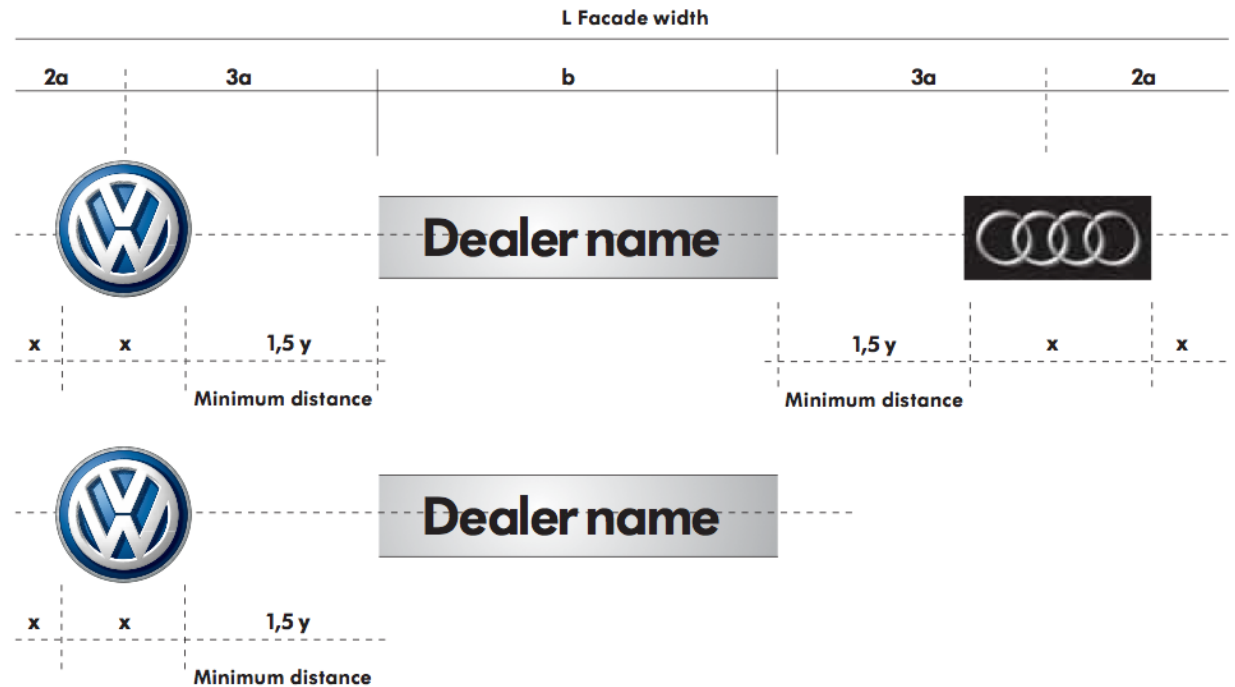 L Facade width
2a 3a b 3a 2a
Dealer name
x x 1,5 y 1,5 y x x
Minimum distance Minimum distance
Dealer name
x x 1,5 y
Minimum distance